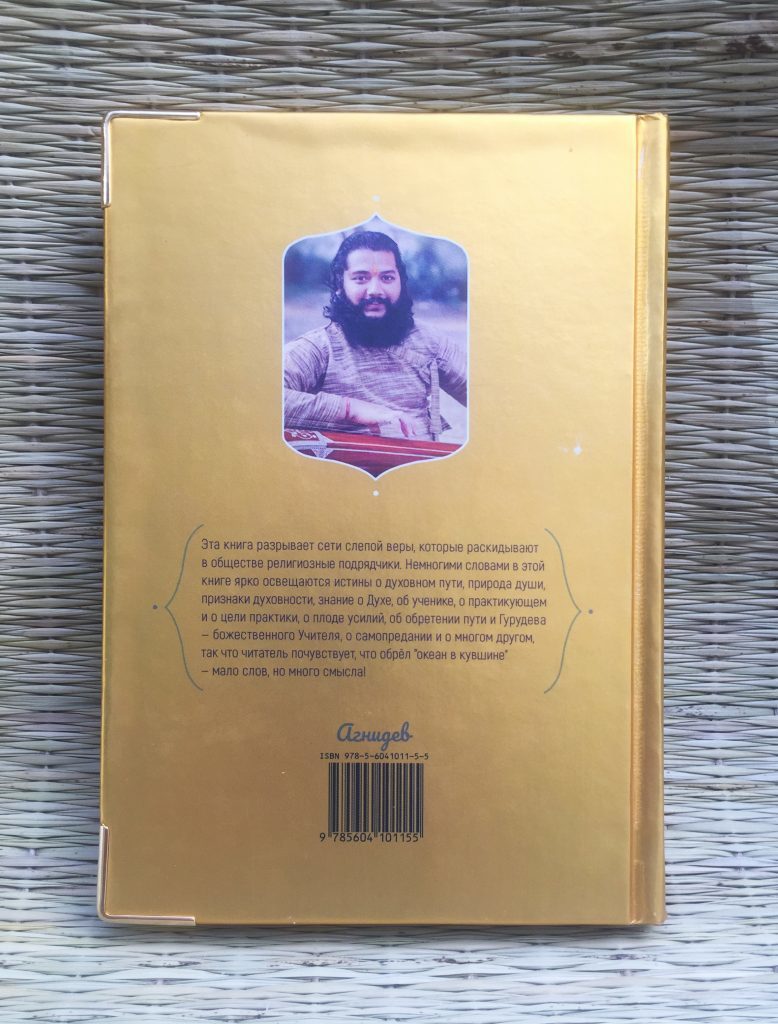 Эта книга разрывает сети слепой веры, которые раскидывают
в обществе религиозные подрядчики. Немногими словами в этой
книге ярко освещаются истины о духовном пути, природа души,
признаки духовности, знание о Духе, об ученике, о практикующем
и о цели практики, о плоде усилий, об обретении пути и Гурудева
– божественного Учителя, о самопредании и о многом другом,
так что читатель почувствует, что обрёл "океан в кувшине"
– мало слов, но много смысла!
Агнидев
ISBN 978-5-6041011-5-5
9 785604 101155